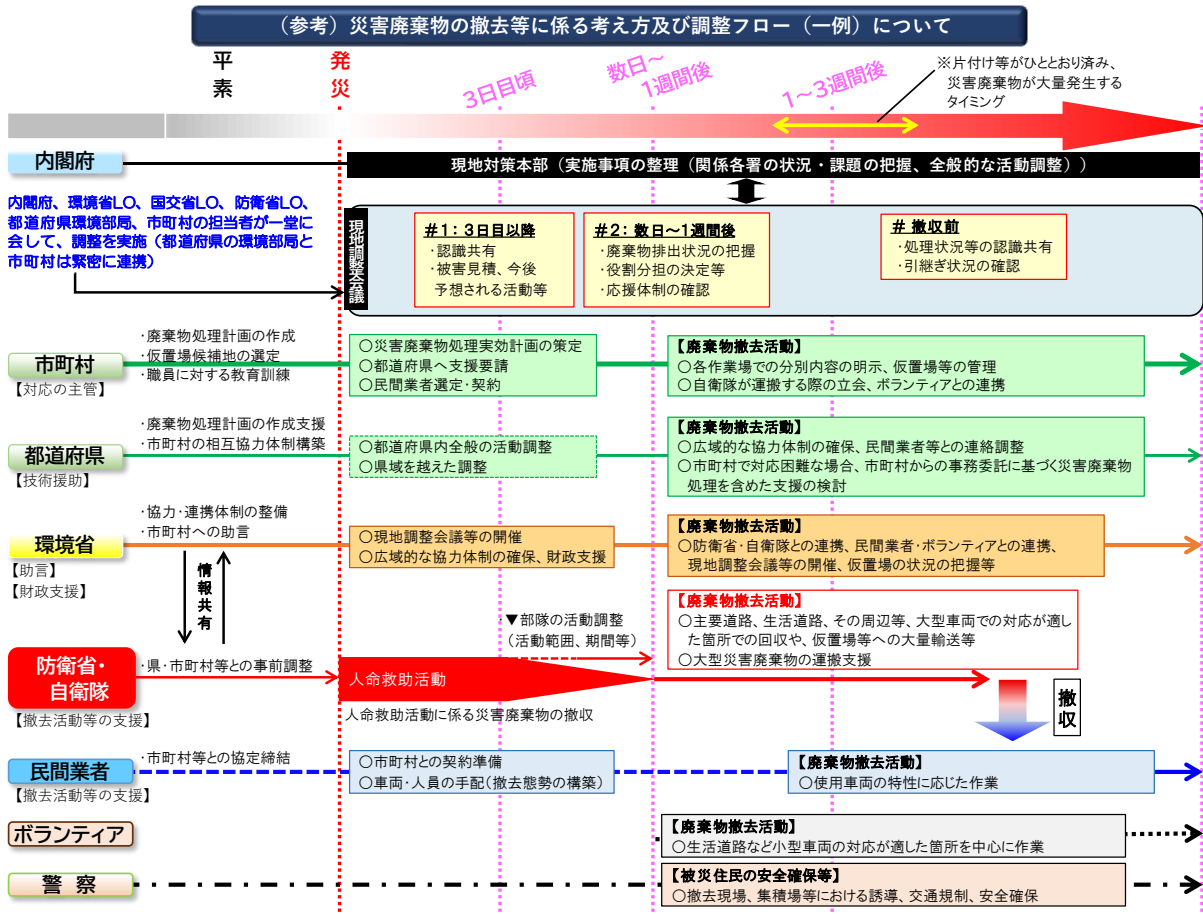 (参考)災害廃棄物の撤去等に係る考え方及び調整フロー(一例)について
平素
発災
3日目頃
数日～
1週間後
1～3週間後
※片付け等がひととおり済み、
災害廃棄物が大量発生する
タイミング
内閣府
現地対策本部(実施事項の整理(関係各署の状況・課題の把握、全般的な活動調整))
内閣府、環境省LO、国交省LO、防衛省LO、
都道府県環境部局、市町村の担当者が一堂に
会して、調整を実施(都道府県の環境部局と
市町村は緊密に連携)
現地調整会議
#1:3日目以降
・認識共有
・被害見積、今後
予想される活動等
#2:数日～1週間後
・廃棄物排出状況の把握
・役割分担の決定等
・応援体制の確認
# 撤収前
・処理状況等の認識共有
・引継ぎ状況の確認
市町村
【対応の主管】
・廃棄物処理計画の作成
・仮置場候補地の選定
・職員に対する教育訓練
○災害廃棄物処理実効計画の策定
○都道府県へ支援要請
○民間業者選定・契約
【廃棄物撤去活動】
○各作業場での分別内容の明示、仮置場等の管理
○自衛隊が運搬する際の立会、ボランティアとの連携
都道府県
【技術援助】
・廃棄物処理計画の作成支援
・市町村の相互協力体制構築
○都道府県内全般の活動調整
○県域を越えた調整
【廃棄物撤去活動】
○広域的な協力体制の確保、民間業者等との連絡調整
○市町村で対応困難な場合、市町村からの事務委託に基づく災害廃棄物
処理を含めた支援の検討
環境省
【助言】
【財政支援】
・協力・連携体制の整備
・市町村への助言
○現地調整会議等の開催
○広域的な協力体制の確保、財政支援
【廃棄物撤去活動】
○防衛省・自衛隊との連携、民間業者・ボランティアとの連携、
現地調整会議等の開催、仮置場の状況の把握等
情報共有
防衛省・
自衛隊
【撤去活動等の支援】
・県・市町村等との事前調整
▼部隊の活動調整
(活動範囲、期間等)
人命救助活動
人命救助活動に係る災害廃棄物の撤収
【廃棄物撤去活動】
○主要道路、生活道路、その周辺等、大型車両での対応が適し
た箇所での回収や、仮置場等への大量輸送等
○大型災害廃棄物の運搬支援
撤収
民間業者
【撤去活動等の支援】
・市町村等との協定締結
○市町村との契約準備
○車両・人員の手配(撤去態勢の構築)
【廃棄物撤去活動】
○使用車両の特性に応じた作業
ボランティア
【廃棄物撤去活動】
○生活道路など小型車両の対応が適した箇所を中心に作業
警察
【被災住民の安全確保等】
○撤去現場、集積場等における誘導、交通規制、安全確保